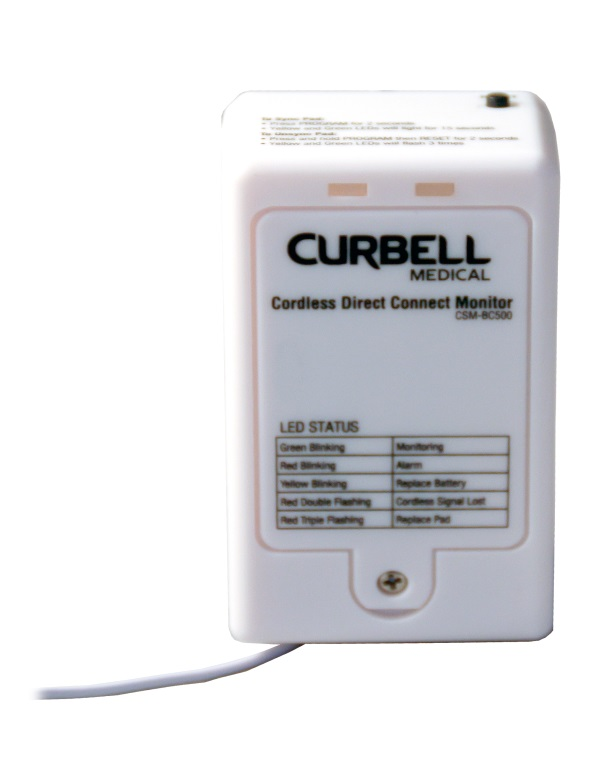 To Sync Pad:
• Press PROGRAM for 2 seconds.
• Yellow and Green LEDs will light for 15 seconds.
To Unsync Pad:
• Press and hold PROGRAM then RESET for 2 seconds.
• Yellow and Green LEDs will flash 3 times
CURBELL
MEDICAL
Cordless Direct Connect Monitor
CSM-BC500
LED STATUS
Green Blinking Monitoring
Red Blinking Alarm
Yellow Blinking Replace Battery
Red Double Flashing Cordless Signal Lost
Red Triple Flashing Replace Pad